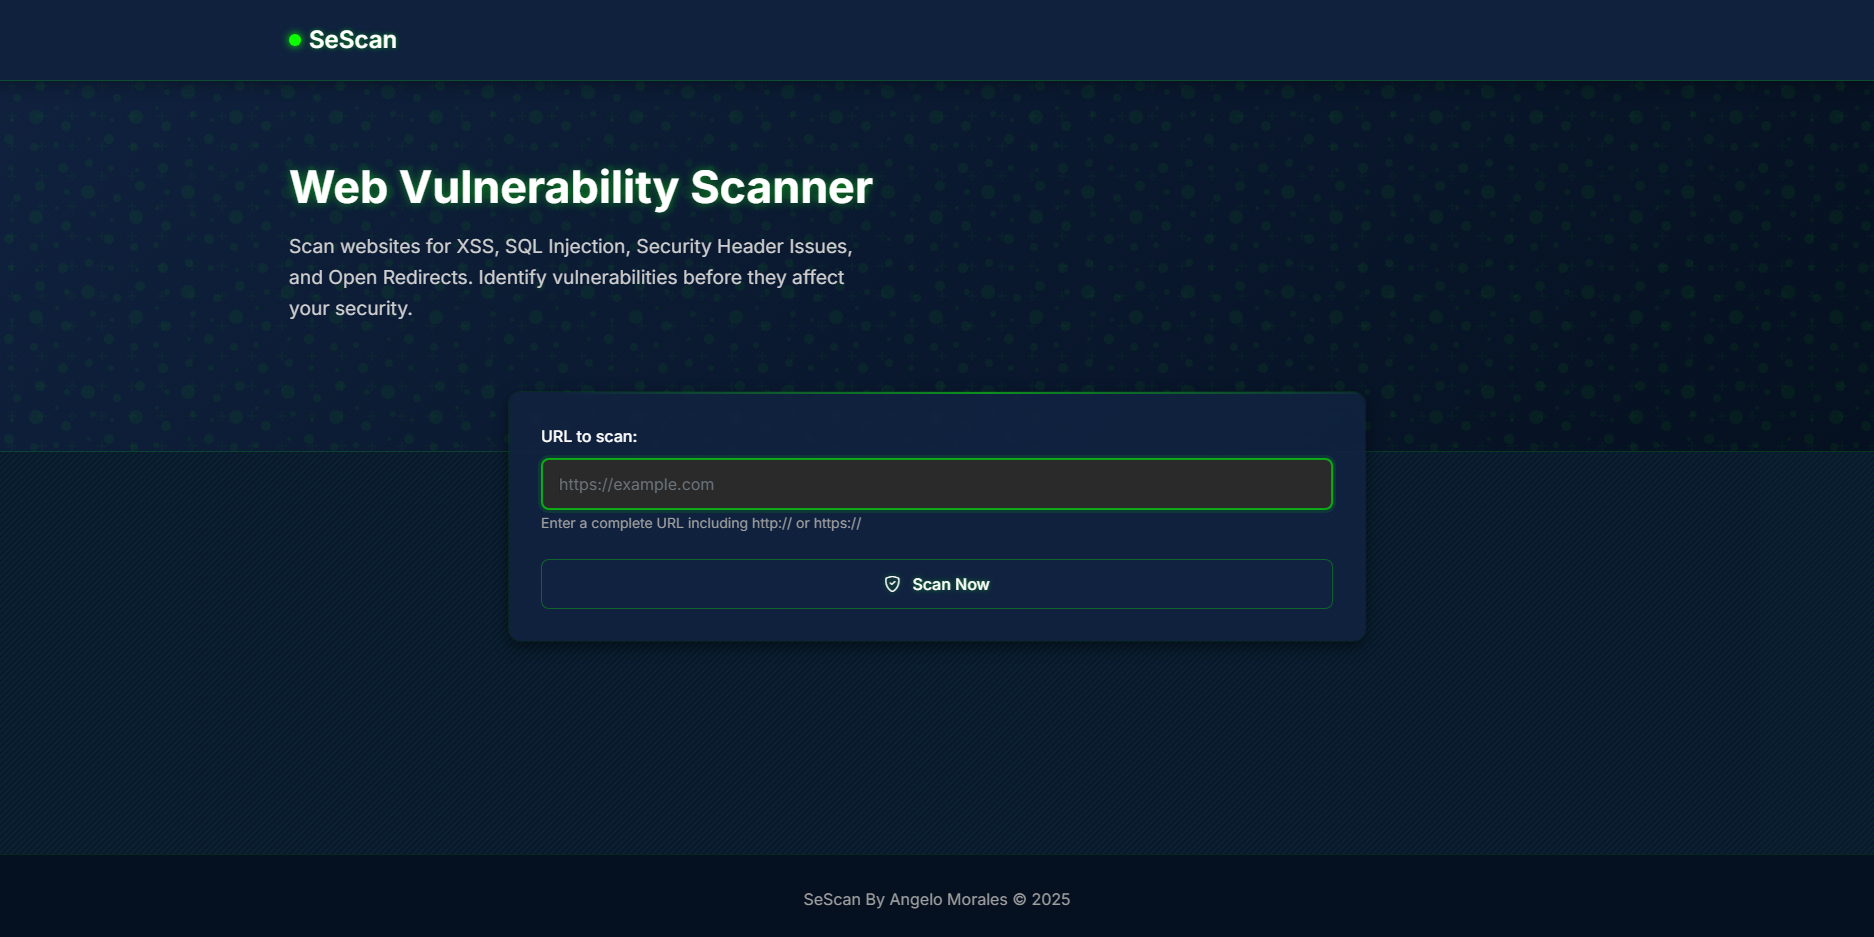 SeScan
Web Vulnerability Scanner
Scan websites for XSS, SQL Injection, Security Header Issues,
and Open Redirects. Identify vulnerabilities before they affect
your security.
URL to scan:
https://example.com
Enter a complete URL including http:// or https://
Scan Now
SeScan By Angelo Morales © 2025